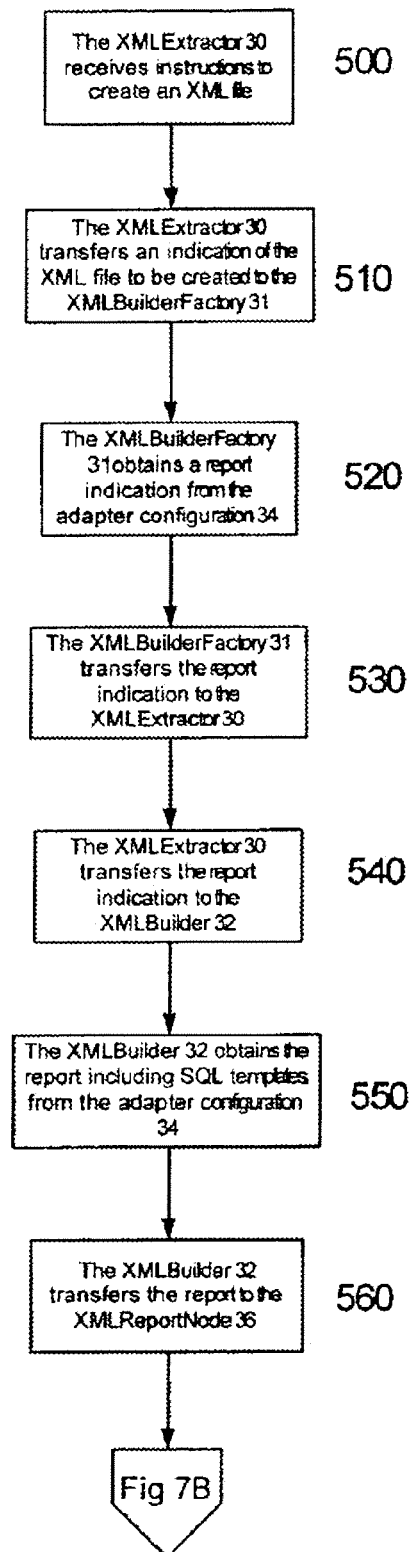 The XMLExtractor 30
receives instructions to
create an XML file
500
The XMLExtractor 30
transfers an indication of the
XML file to be created to the
XMLBuilderFactory 31
510
The XMLBuilderFactory
31 obtains a report
indication from the
adapter configuration 34
520
The XMLBuilderFactory 31
transfers the report
indication to the
XMLExtractor 30
530
The XMLExtractor 30
transfers the report
indication to the
XMLBuilder 32
540
The XMLBuilder 32 obtains the
report including SQL templates
from the adapter configuration
34
550
The XMLBuilder 32
transfers the report to the
XMLReportNode 36
560
Fig 7B